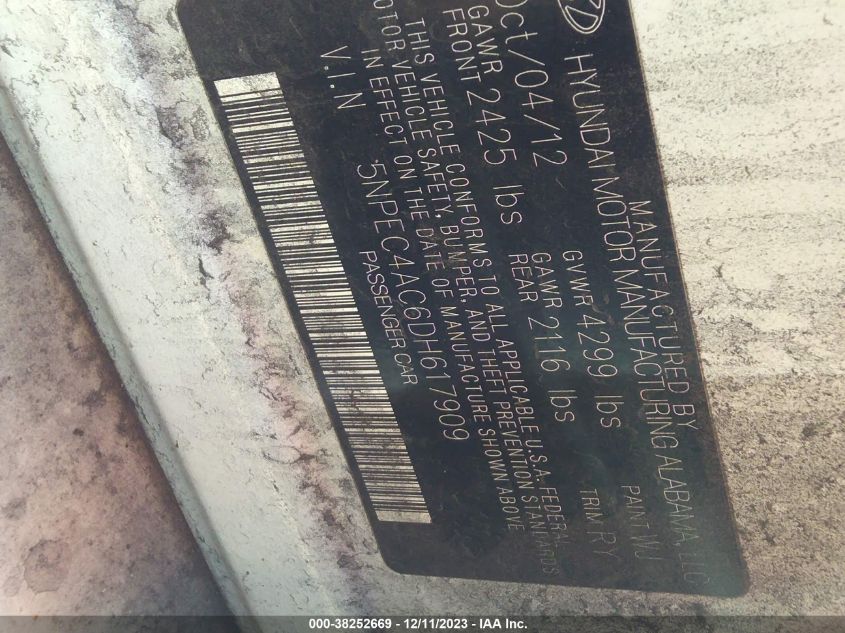 MANUFACTURED BY
HYUNDAI MOTOR MANUFACTURING ALABAMA, LLC
Oct/04/12 GVWR 4299 lbs PAINT WJ
GAWR FRONT 2425 lbs GAWR REAR 2116 lbs TRIM RY
THIS VEHICLE CONFORMS TO ALL APPLICABLE U.S.A. FEDERAL
MOTOR VEHICLE SAFETY, BUMPER, AND THEFT PREVENTION STANDARDS
IN EFFECT ON THE DATE OF MANUFACTURE SHOWN ABOVE
V.I.N 5NPEC4AC6DH617909
PASSENGER CAR
000-38252669 - 12/11/2023 - IAA Inc.